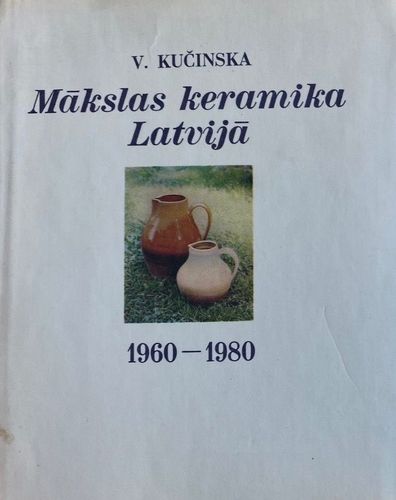 V. KUČINSKA
Mākslas keramika
Latvijā
1960—1980